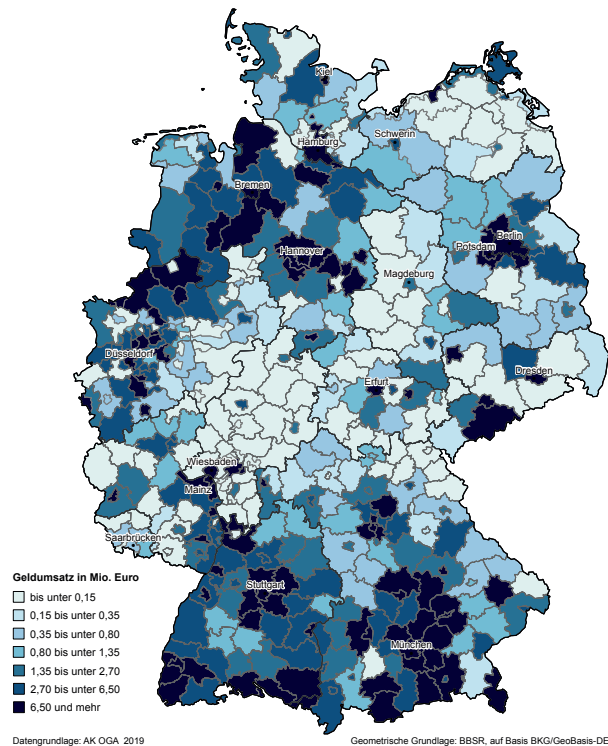 Kiel
Schwerin
Hamburg
Bremen
Berlin
Potsdam
Hannover
Magdeburg
Düsseldorf
Dresden
Erfurt
Wiesbaden
Mainz
Saarbrücken
Stuttgart
München
Geldumsatz in Mio. Euro
bis unter 0,15
0,15 bis unter 0,35
0,35 bis unter 0,80
0,80 bis unter 1,35
1,35 bis unter 2,70
2,70 bis unter 6,50
6,50 und mehr
Datengrundlage: AK OGA 2019
Geometrische Grundlage: BBSR, auf Basis BKG/GeoBasis-DE